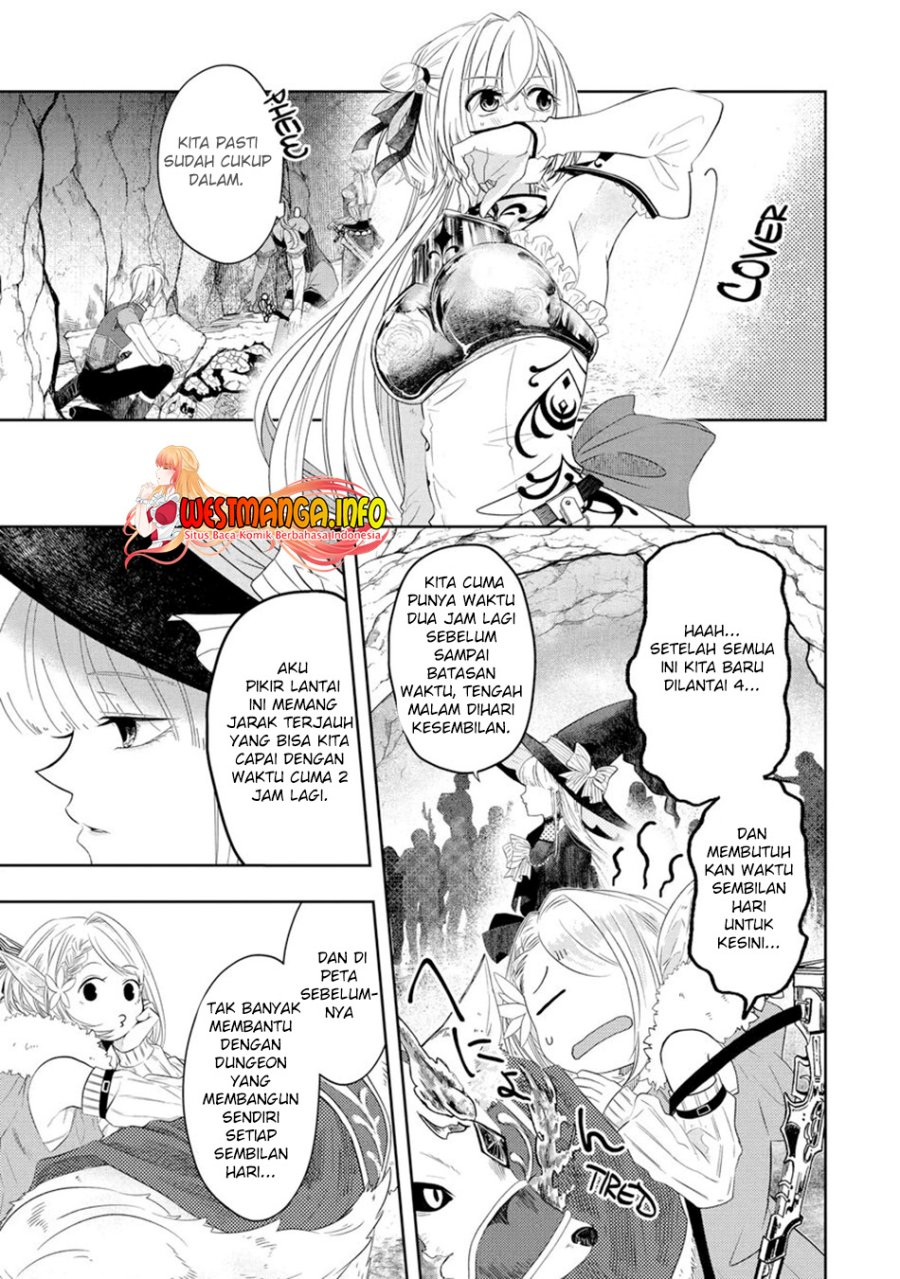 PHEW
KITA PASTI
SUDAH CUKUP
DALAM.
COVER
WESTMANGA.INFO
Situs Baca Komik Berbahasa Indonesia
HAAH...
SETELAH SEMUA
INI KITA BARU
DILANTAI 4...
DAN
MEMBUTUH
KAN WAKTU
SEMBILAN
HARI
UNTUK
KESINI...
KITA CUMA
PUNYA WAKTU
DUA JAM LAGI
SEBELUM
SAMPAI
BATASAN
WAKTU, TENGAH
MALAM DIHARI
KESEMBILAN.
AKU
PIKIR LANTAI
INI MEMANG
JARAK TERJAUH
YANG BISA KITA
CAPAI DENGAN
WAKTU CUMA 2
JAM LAGI.
TIRED
DAN DI
PETA
SEBELUM-
NYA
TAK BANYAK
MEMBANTU
DENGAN
DUNGEON
YANG
MEMBANGUN
SENDIRI
SETIAP
SEMBILAN
HARI...